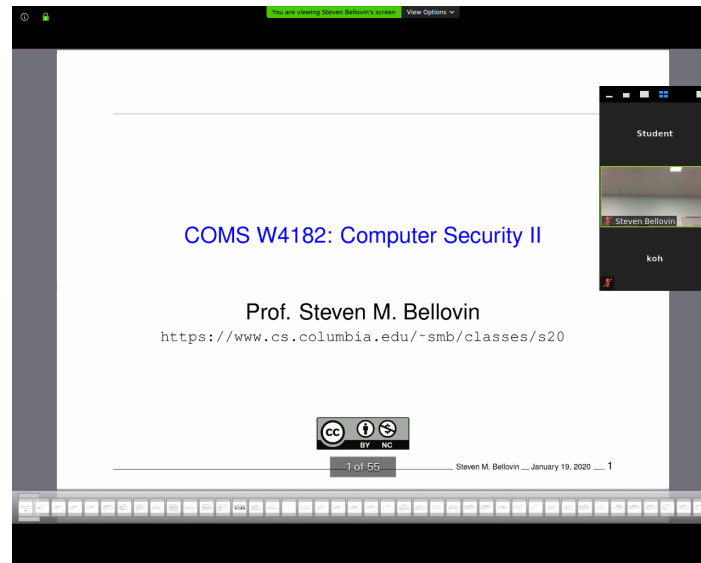 You are viewing Steven Bellovin's screen View Options
Student
Steven Bellovin
koh
COMS W4182: Computer Security II
Prof. Steven M. Bellovin
https://www.cs.columbia.edu/~smb/classes/s20
cc
BY NC
1 of 55
Steven M. Bellovin January 19, 2020 1